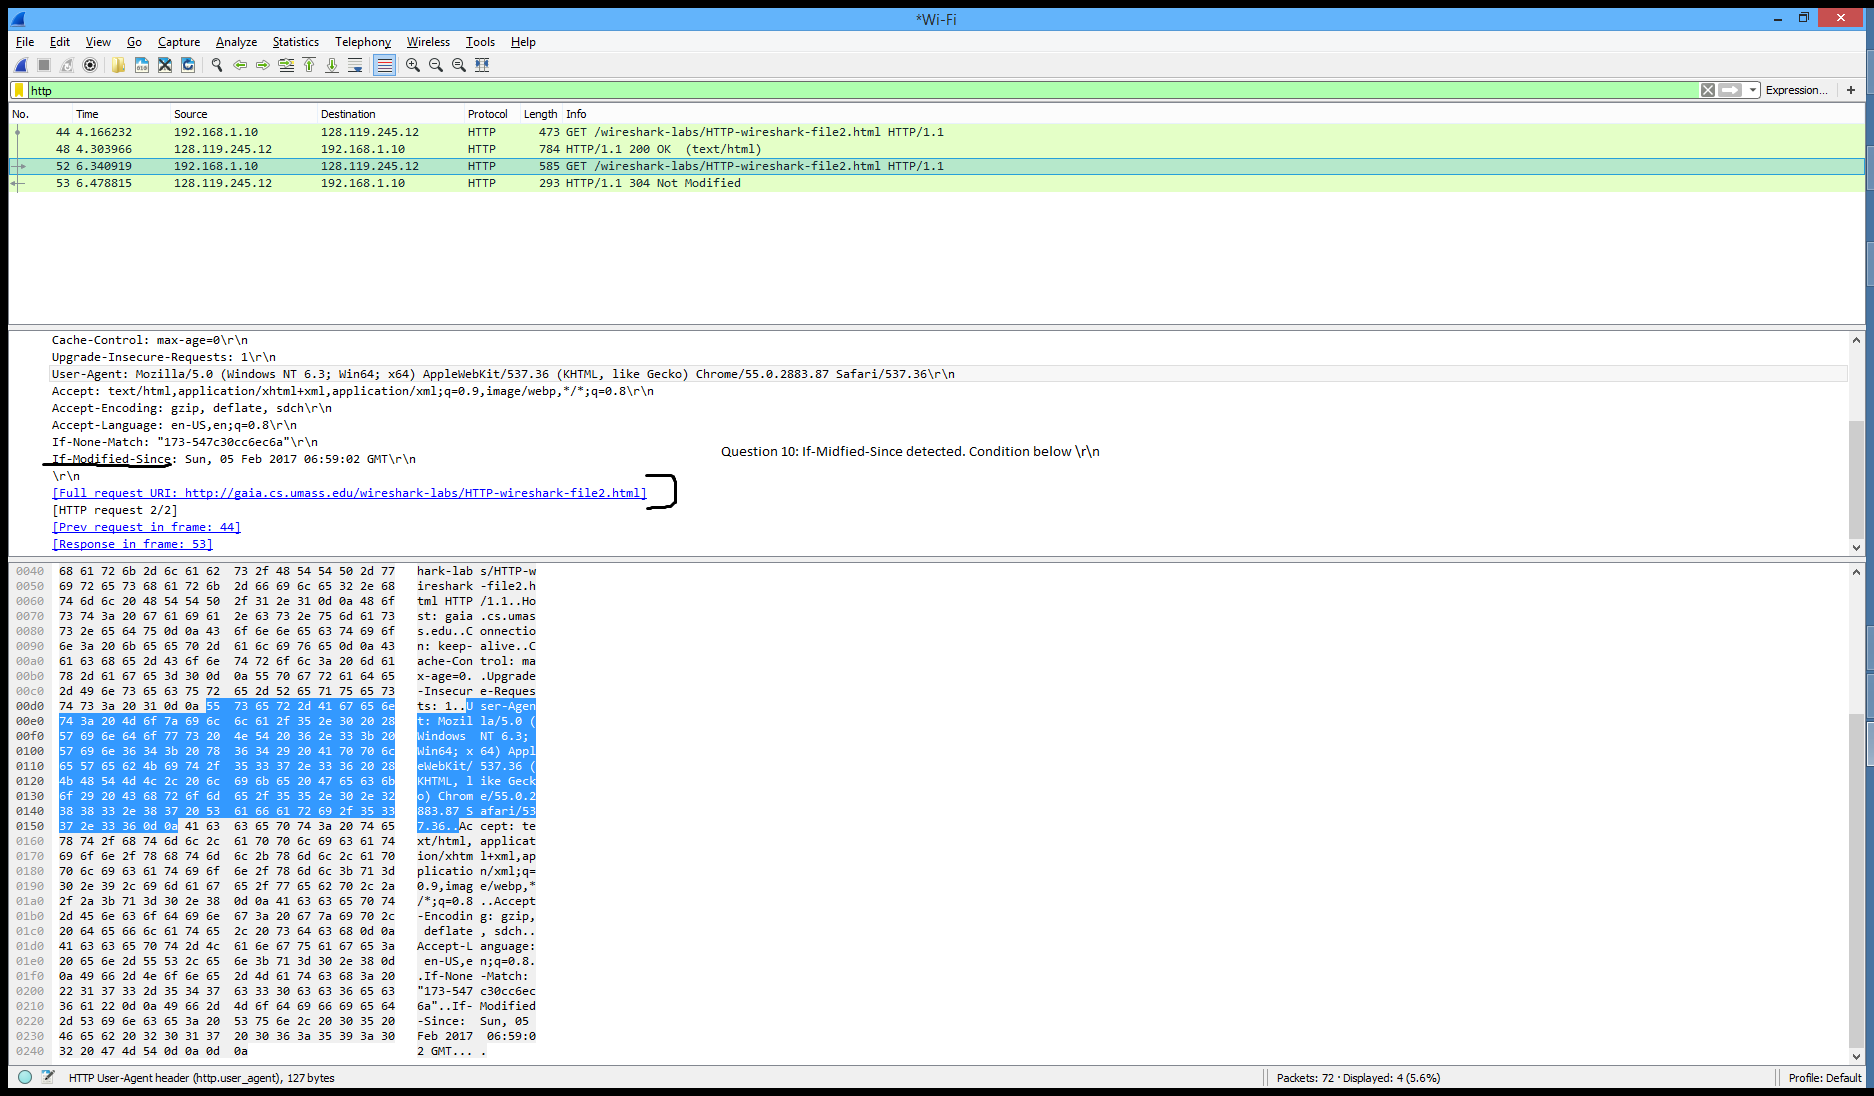 *Wi-Fi
File Edit View Go Capture Analyze Statistics Telephony Wireless Tools Help
http Expression... +
No. Time Source Destination Protocol Length Info
44 4.166232 192.168.1.10 128.119.245.12 HTTP 473 GET /wireshark-labs/HTTP-wireshark-file2.html HTTP/1.1
48 4.303966 128.119.245.12 192.168.1.10 HTTP 784 HTTP/1.1 200 OK (text/html)
52 6.340919 192.168.1.10 128.119.245.12 HTTP 585 GET /wireshark-labs/HTTP-wireshark-file2.html HTTP/1.1
53 6.478815 128.119.245.12 192.168.1.10 HTTP 293 HTTP/1.1 304 Not Modified
Cache-Control: max-age=0\r\n
Upgrade-Insecure-Requests: 1\r\n
User-Agent: Mozilla/5.0 (Windows NT 6.3; Win64; x64) AppleWebKit/537.36 (KHTML, like Gecko) Chrome/55.0.2883.87 Safari/537.36\r\n
Accept: text/html,application/xhtml+xml,application/xml;q=0.9,image/webp,*/*;q=0.8\r\n
Accept-Encoding: gzip, deflate, sdch\r\n
Accept-Language: en-US,en;q=0.8\r\n
If-None-Match: "173-547c30cc6ec6a"\r\n
Question 10: If-Midfied-Since detected. Condition below \r\n
If-Modified-Since: Sun, 05 Feb 2017 06:59:02 GMT\r\n
\r\n
[Full request URI: http://gaia.cs.umass.edu/wireshark-labs/HTTP-wireshark-file2.html]
[HTTP request 2/2]
[Prev request in frame: 44]
[Response in frame: 53]
0040 68 61 72 6b 2d 6c 61 62 73 2f 48 54 54 50 2d 77 hark-lab s/HTTP-w
0050 69 72 65 73 68 61 72 6b 2d 66 69 6c 65 32 2e 68 ireshark -file2.h
0060 74 6d 6c 20 48 54 54 50 2f 31 2e 31 0d 0a 48 6f tml HTTP /1.1..Ho
0070 73 74 3a 20 67 61 69 61 2e 63 73 2e 75 6d 61 73 st: gaia .cs.umas
0080 73 2e 65 64 75 0d 0a 43 6f 6e 6e 65 63 74 69 6f s.edu..C onnectio
0090 6e 3a 20 6b 65 65 70 2d 61 6c 69 76 65 0d 0a 43 n: keep- alive..C
00a0 61 63 68 65 2d 43 6f 6e 74 72 6f 6c 3a 20 6d 61 ache-Con trol: ma
00b0 78 2d 61 67 65 3d 30 0d 0a 55 70 67 72 61 64 65 x-age=0. .Upgrade
00c0 2d 49 6e 73 65 63 75 72 65 2d 52 65 71 75 65 73 -Insecur e-Reques
00d0 74 73 3a 20 31 0d 0a 55 73 65 72 2d 41 67 65 6e ts: 1..U ser-Agen
00e0 74 3a 20 4d 6f 7a 69 6c 6c 61 2f 35 2e 30 20 28 t: Mozil la/5.0 (
00f0 57 69 6e 64 6f 77 73 20 4e 54 20 36 2e 33 3b 20 Windows NT 6.3;
0100 57 69 6e 36 34 3b 20 78 36 34 29 20 41 70 70 6c Win64; x 64) Appl
0110 65 57 65 62 4b 69 74 2f 35 33 37 2e 33 36 20 28 eWebKit/ 537.36 (
0120 4b 48 54 4d 4c 2c 20 6c 69 6b 65 20 47 65 63 6b KHTML, l ike Geck
0130 6f 29 20 43 68 72 6f 6d 65 2f 35 35 2e 30 2e 32 o) Chrom e/55.0.2
0140 38 38 33 2e 38 37 20 53 61 66 61 72 69 2f 35 33 883.87 S afari/53
0150 37 2e 33 36 0d 0a 41 63 63 65 70 74 3a 20 74 65 7.36..Ac cept: te
0160 78 74 2f 68 74 6d 6c 2c 61 70 70 6c 69 63 61 74 xt/html, applicat
0170 69 6f 6e 2f 78 68 74 6d 6c 2b 78 6d 6c 2c 61 70 ion/xhtm l+xml,ap
0180 70 6c 69 63 61 74 69 6f 6e 2f 78 6d 6c 3b 71 3d plicatio n/xml;q=
0190 30 2e 39 2c 69 6d 61 67 65 2f 77 65 62 70 2c 2a 0.9,imag e/webp,*
01a0 2f 2a 3b 71 3d 30 2e 38 0d 0a 41 63 63 65 70 74 /*;q=0.8 ..Accept
01b0 2d 45 6e 63 6f 64 69 6e 67 3a 20 67 7a 69 70 2c -Encodin g: gzip,
01c0 20 64 65 66 6c 61 74 65 2c 20 73 64 63 68 0d 0a deflate , sdch..
01d0 41 63 63 65 70 74 2d 4c 61 6e 67 75 61 67 65 3a Accept-L anguage:
01e0 20 65 6e 2d 55 53 2c 65 6e 3b 71 3d 30 2e 38 0d en-US,e n;q=0.8.
01f0 0a 49 66 2d 4e 6f 6e 65 2d 4d 61 74 63 68 3a 20 .If-None -Match:
0200 22 31 37 33 2d 35 34 37 63 33 30 63 63 36 65 63 "173-547 c30cc6ec
0210 36 61 22 0d 0a 49 66 2d 4d 6f 64 69 66 69 65 64 6a"..If- Modified
0220 2d 53 69 6e 63 65 3a 20 53 75 6e 2c 20 30 35 20 -Since: Sun, 05
0230 46 65 62 20 32 30 31 37 20 30 36 3a 35 39 3a 30 Feb 2017 06:59:0
0240 32 20 47 4d 54 0d 0a 0d 0a 2 GMT... .
HTTP User-Agent header (http.user_agent), 127 bytes Packets: 72 · Displayed: 4 (5.6%) Profile: Default